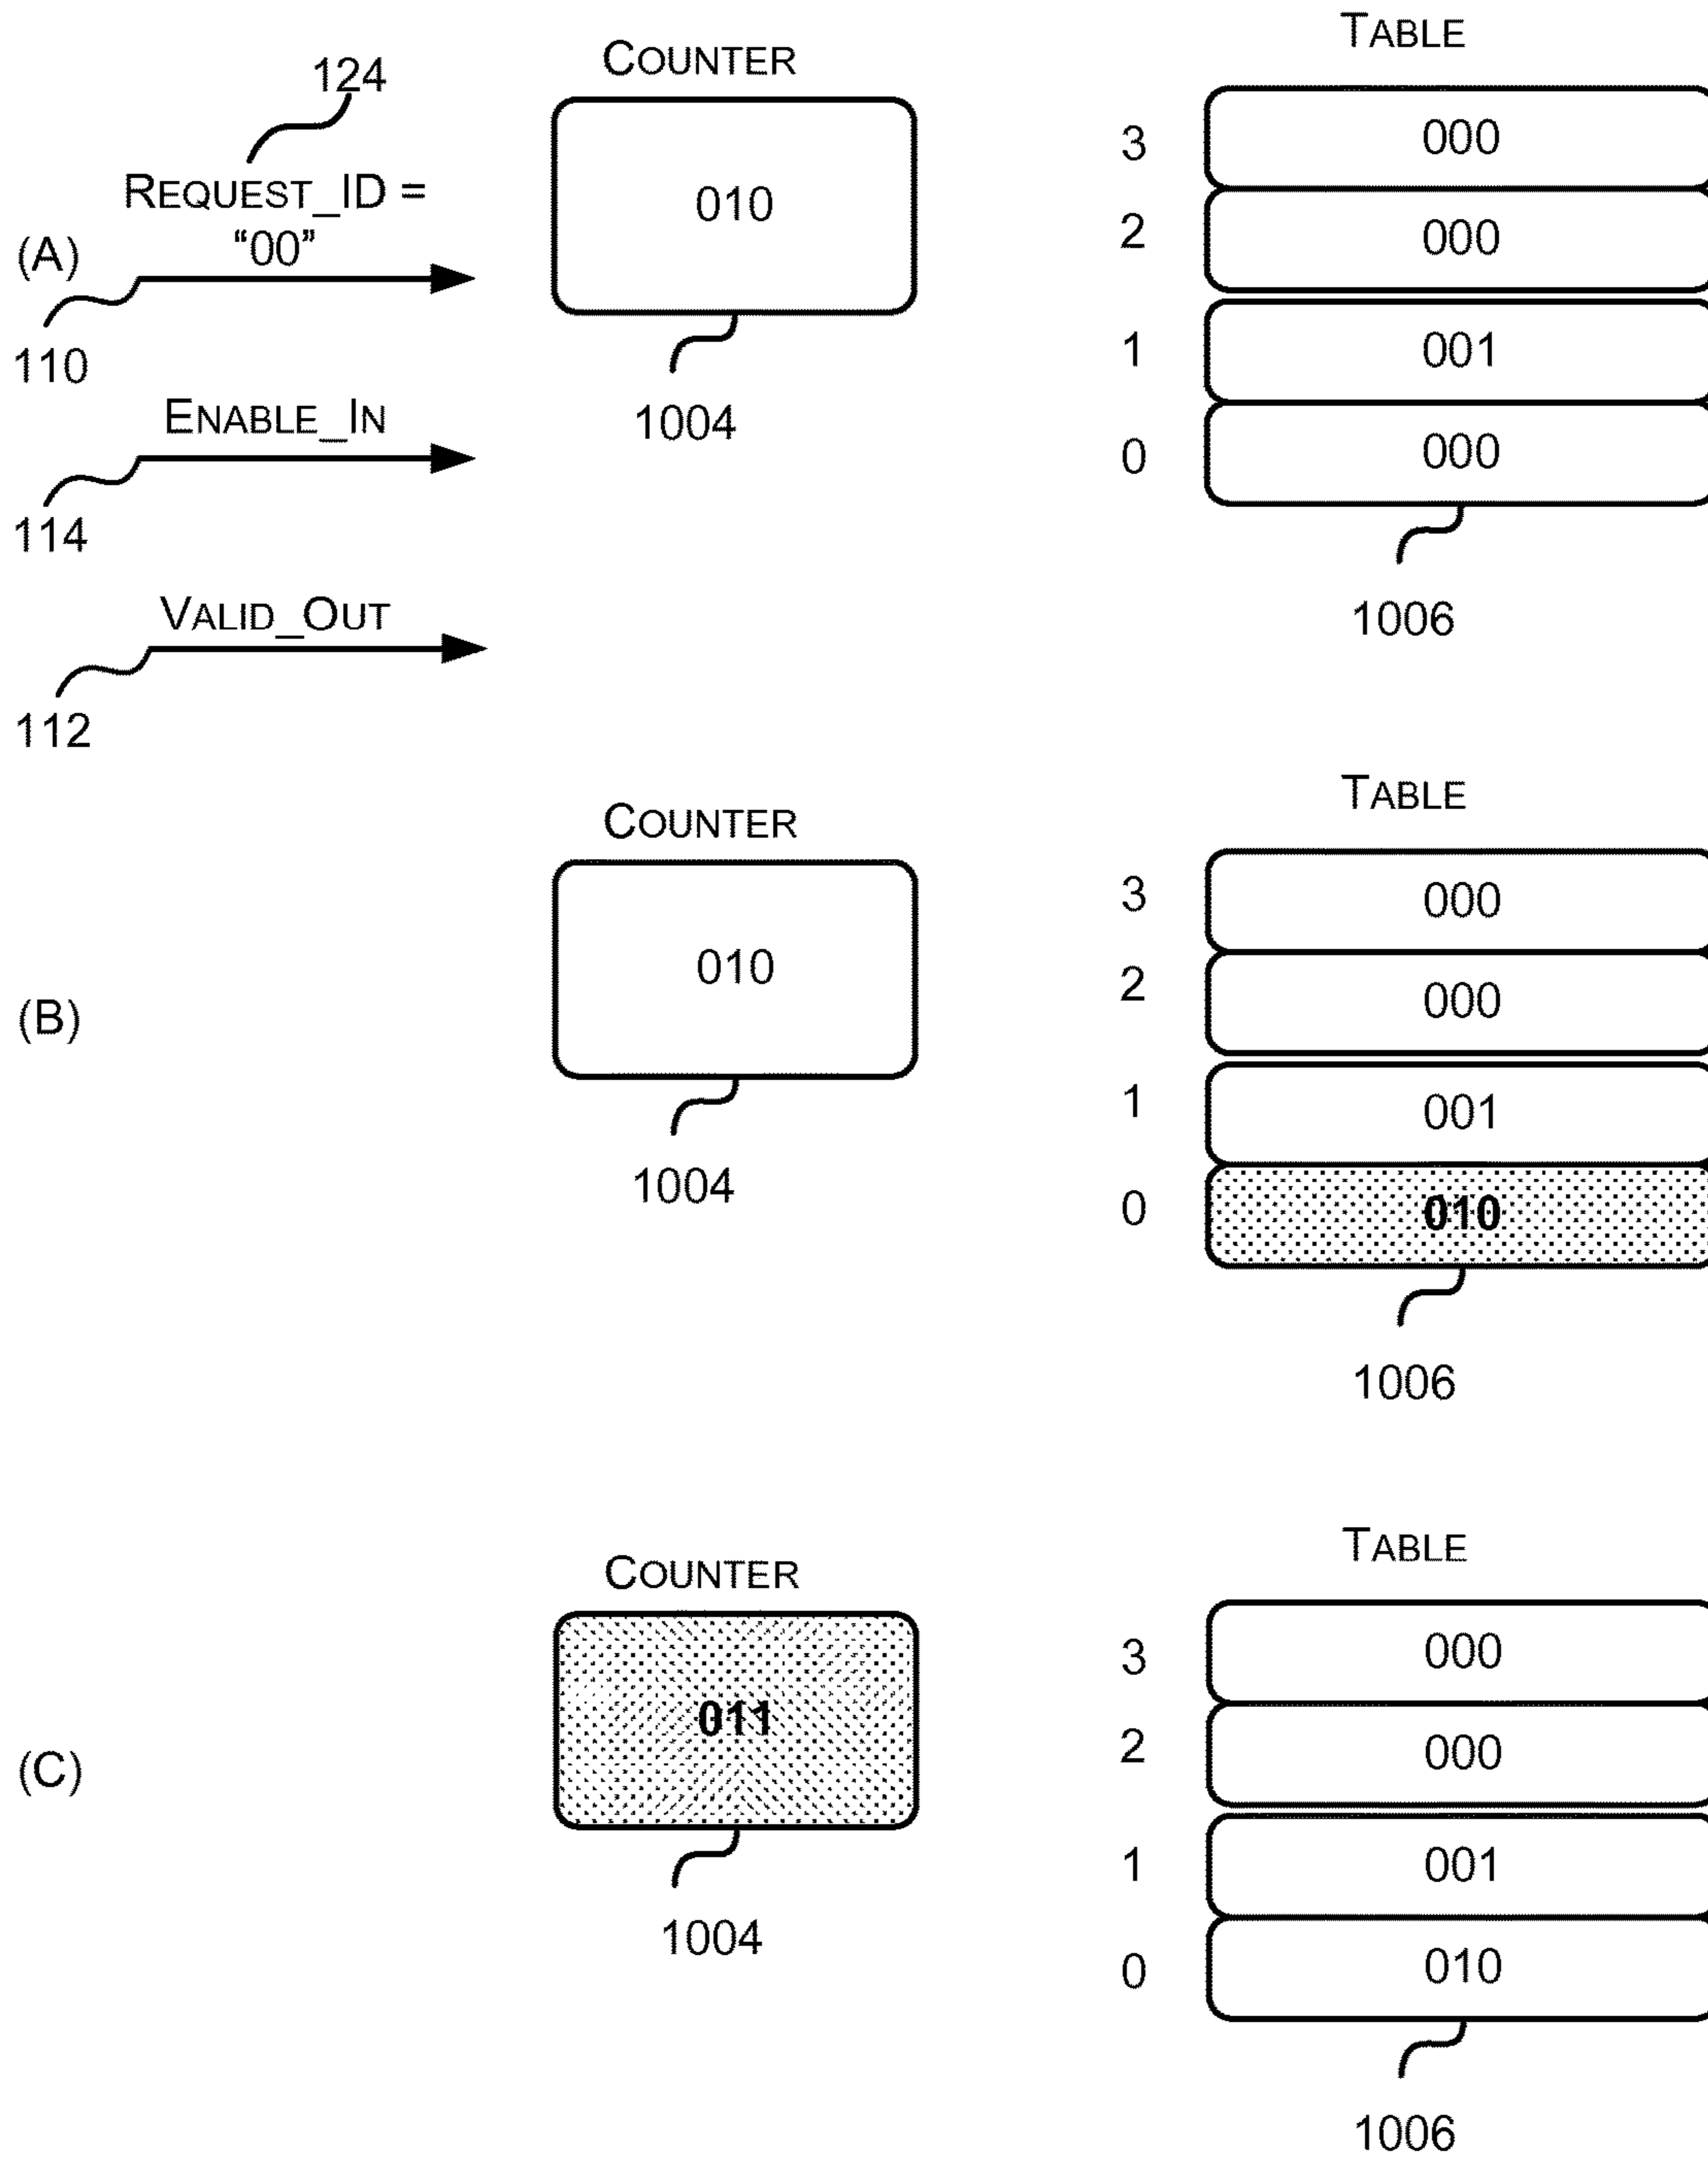 TABLE
COUNTER
124
3 000
REQUEST_ID =
010
"00"
2 000
(A)
1 001
110
ENABLE_IN
1004
0 000
114
VALID_OUT
1006
112
TABLE
COUNTER
3 000
010
2 000
(B)
1 001
1004
0 010
1006
TABLE
COUNTER
3 000
011
2 000
(C)
1 001
1004
0 010
1006